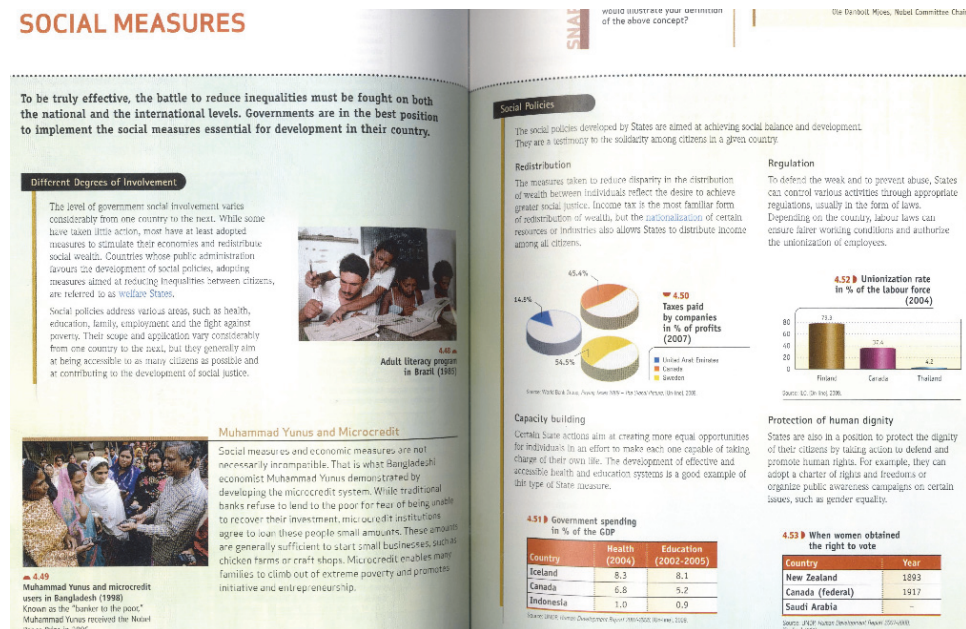 SOCIAL MEASURES
To be truly effective, the battle to reduce inequalities must be fought on both
the national and the international levels. Governments are in the best position
to implement the social measures essential for development in their country.
Different Degrees of Involvement
The level of government social involvement varies
considerably from one country to the next. While some
have taken little action, most have at least adopted
measures to stimulate their economies and redistribute
social wealth. Countries whose public administration
favours the development of social policies, adopting
measures aimed at reducing inequalities between citizens,
are referred to as welfare States.
Social policies address various areas, such as health,
education, family, employment and the fight against
poverty. Their scope and application vary considerably
from one country to the next, but they generally aim
at being accessible to as many citizens as possible and
at contributing to the development of social justice.
4.48
Adult literacy program
in Brazil (1985)
Muhammad Yunus and Microcredit
Social measures and economic measures are not
necessarily incompatible. That is what Bangladeshi
economist Muhammad Yunus demonstrated by
developing the microcredit system. While traditional
banks refuse to lend to the poor for fear of being unable
to recover their investment, microcredit institutions
agree to loan these people small amounts. These amounts
are generally sufficient to start small businesses, such as
chicken farms or craft shops. Microcredit enables many
families to climb out of extreme poverty and promotes
initiative and entrepreneurship.
4.49
Muhammad Yunus and microcredit
users in Bangladesh (1998)
Known as the "banker to the poor,"
Muhammad Yunus received the Nobel
SNAP
would illustrate your definition
of the above concept?
Ole Danbolt Mjoes, Nobel Committee Chair
Social Policies
The social policies developed by States are aimed at achieving social balance and development.
They are a testimony to the solidarity among citizens in a given country.
Redistribution
The measures taken to reduce disparity in the distribution
of wealth between individuals reflect the desire to achieve
greater social justice. Income tax is the most familiar form
of redistribution of wealth, but the nationalization of certain
resources or industries also allows States to distribute income
among all citizens.
45.4%
14.5%
54.5%
4.50
Taxes paid
by companies
in % of profits
(2007)
United Arab Emirates
Canada
Sweden
Regulation
To defend the weak and to prevent abuse, States
can control various activities through appropriate
regulations, usually in the form of laws.
Depending on the country, labour laws can
ensure fairer working conditions and authorize
the unionization of employees.
4.52 Unionization rate
in % of the labour force
(2004)
80
60
40
20
0
4.2
Finland Canada Thailand
Capacity building
Certain State actions aim at creating more equal opportunities
for individuals in an effort to make each one capable of taking
charge of their own life. The development of effective and
accessible health and education systems is a good example of
this type of State measure.
4.51 Government spending
in % of the GDP
Country Health (2004) Education (2002-2005)
Iceland 8.3 8.1
Canada 6.8 5.2
Indonesia 1.0 0.9
Source: UNDP, Human Development Report 2007-2008, [On-line], 2008.
Protection of human dignity
States are also in a position to protect the dignity
of their citizens by taking action to defend and
promote human rights. For example, they can
adopt a charter of rights and freedoms or
organize public awareness campaigns on certain
issues, such as gender equality.
4.53 When women obtained
the right to vote
Country Year
New Zealand 1893
Canada (federal) 1917
Saudi Arabia –
Source: UNDP, Human Development Report 2007-2008,